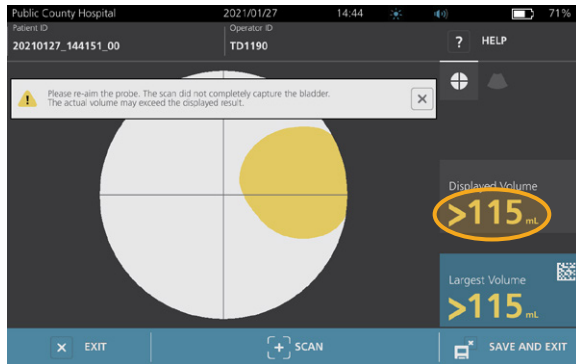 Public County Hospital 2021/01/27 14:44 71%
Patient ID Operator ID
20210127_144151_00 TD1190
? HELP
Please re-aim the probe. The scan did not completely capture the bladder.
The actual volume may exceed the displayed result.
Displayed Volume
>115 mL
Largest Volume
>115 mL
EXIT SCAN SAVE AND EXIT